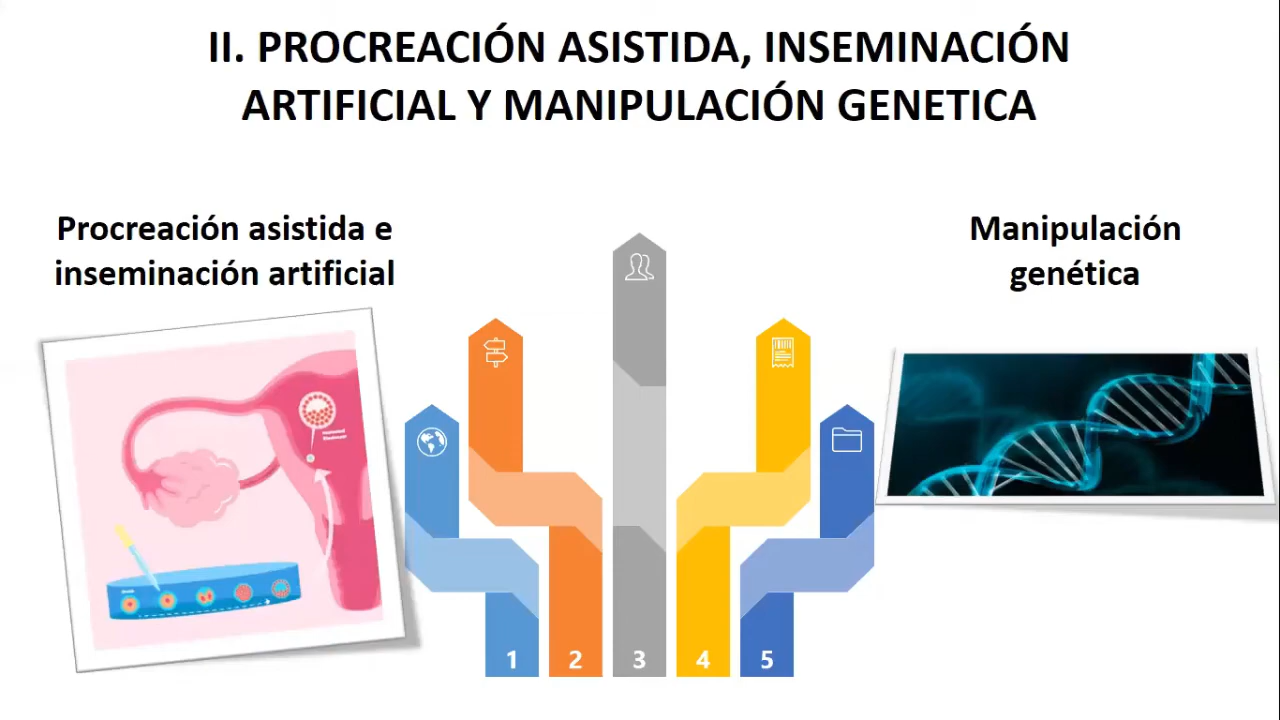 II. PROCREACIÓN ASISTIDA, INSEMINACIÓN
ARTIFICIAL Y MANIPULACIÓN GENETICA
Procreación asistida e
inseminación artificial
Manipulación
genética
1 2 3 4 5